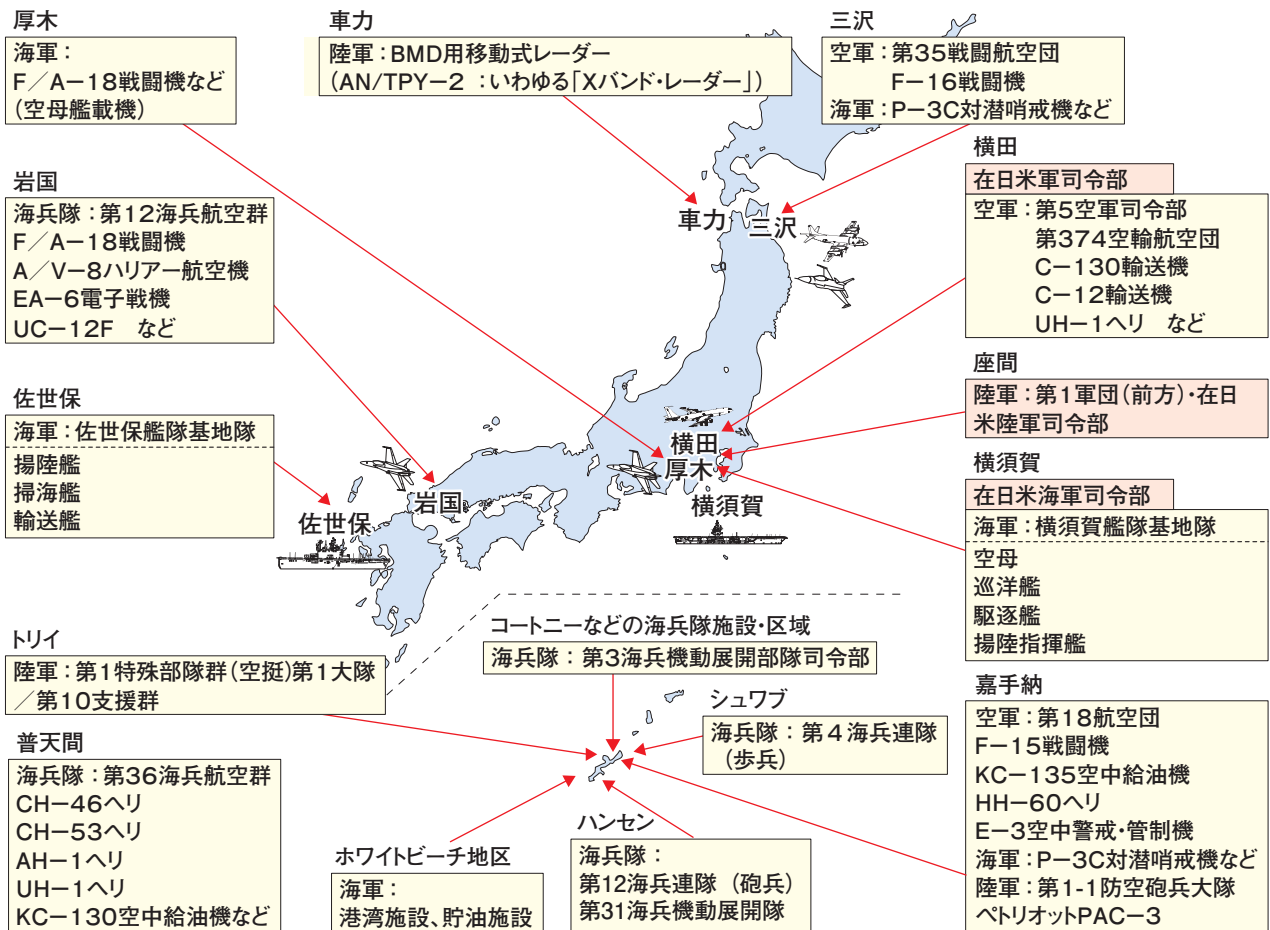 厚木
海軍：
F／A－18戦闘機など
（空母艦載機）
車力
陸軍：BMD用移動式レーダー
（AN/TPY－2 ：いわゆる「Xバンド・レーダー」）
三沢
空軍：第35戦闘航空団
F－16戦闘機
海軍：P－3C対潜哨戒機など
岩国
海兵隊：第12海兵航空群
F／A－18戦闘機
A／V－8ハリアー航空機
EA－6電子戦機
UC－12F　など
横田
在日米軍司令部
空軍：第5空軍司令部
第374空輸航空団
C－130輸送機
C－12輸送機
UH－1ヘリ　など
車力
三沢
佐世保
海軍：佐世保艦隊基地隊
揚陸艦
掃海艦
輸送艦
座間
陸軍：第1軍団（前方）・在日
米陸軍司令部
横田
厚木
横須賀
岩国
佐世保
横須賀
在日米海軍司令部
海軍：横須賀艦隊基地隊
空母
巡洋艦
駆逐艦
揚陸指揮艦
トリイ
陸軍：第1特殊部隊群（空挺）第1大隊
／第10支援群
コートニーなどの海兵隊施設・区域
海兵隊：第3海兵機動展開部隊司令部
シュワブ
海兵隊：第4海兵連隊
（歩兵）
嘉手納
空軍：第18航空団
F－15戦闘機
KC－135空中給油機
HH－60ヘリ
E－3空中警戒・管制機
海軍：P－3C対潜哨戒機など
陸軍：第1-1防空砲兵大隊
ペトリオットPAC－3
普天間
海兵隊：第36海兵航空群
CH－46ヘリ
CH－53ヘリ
AH－1ヘリ
UH－1ヘリ
KC－130空中給油機など
ホワイトビーチ地区
海軍：
港湾施設、貯油施設
ハンセン
海兵隊：
第12海兵連隊（砲兵）
第31海兵機動展開隊